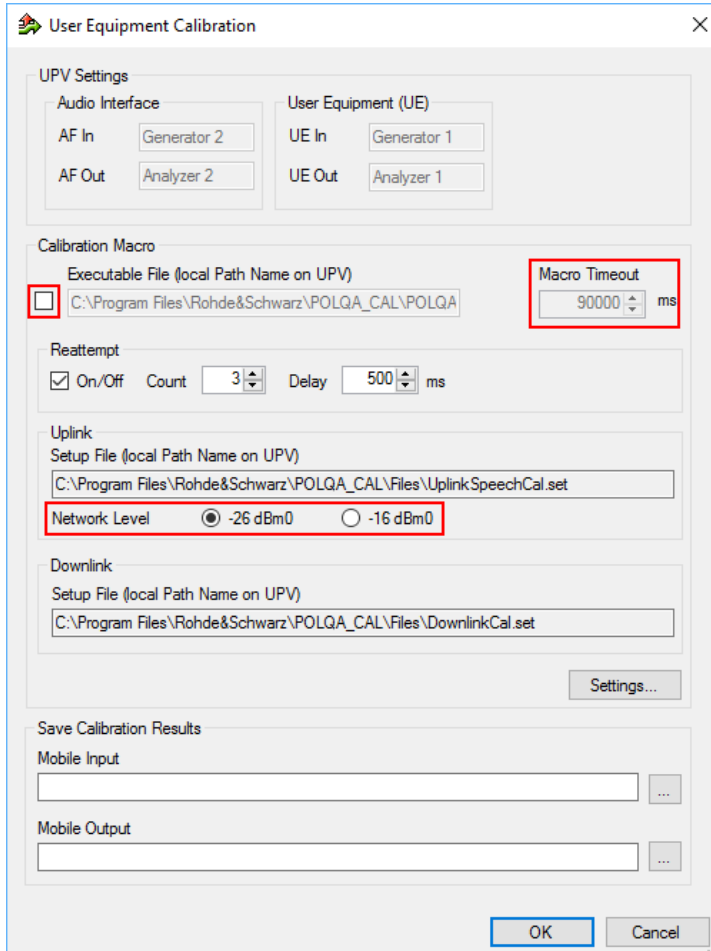 User Equipment Calibration
UPV Settings
Audio Interface
User Equipment (UE)
AF In Generator 2
UE In Generator 1
AF Out Analyzer 2
UE Out Analyzer 1
Calibration Macro
Executable File (local Path Name on UPV)
Macro Timeout
C:\Program Files\Rohde&Schwarz\POLQA_CAL\POLQA
90000 ms
Reattempt
On/Off Count 3 Delay 500 ms
Uplink
Setup File (local Path Name on UPV)
C:\Program Files\Rohde&Schwarz\POLQA_CAL\Files\UplinkSpeechCal.set
Network Level -26 dBm0 -16 dBm0
Downlink
Setup File (local Path Name on UPV)
C:\Program Files\Rohde&Schwarz\POLQA_CAL\Files\DownlinkCal.set
Settings...
Save Calibration Results
Mobile Input
...
Mobile Output
...
OK Cancel